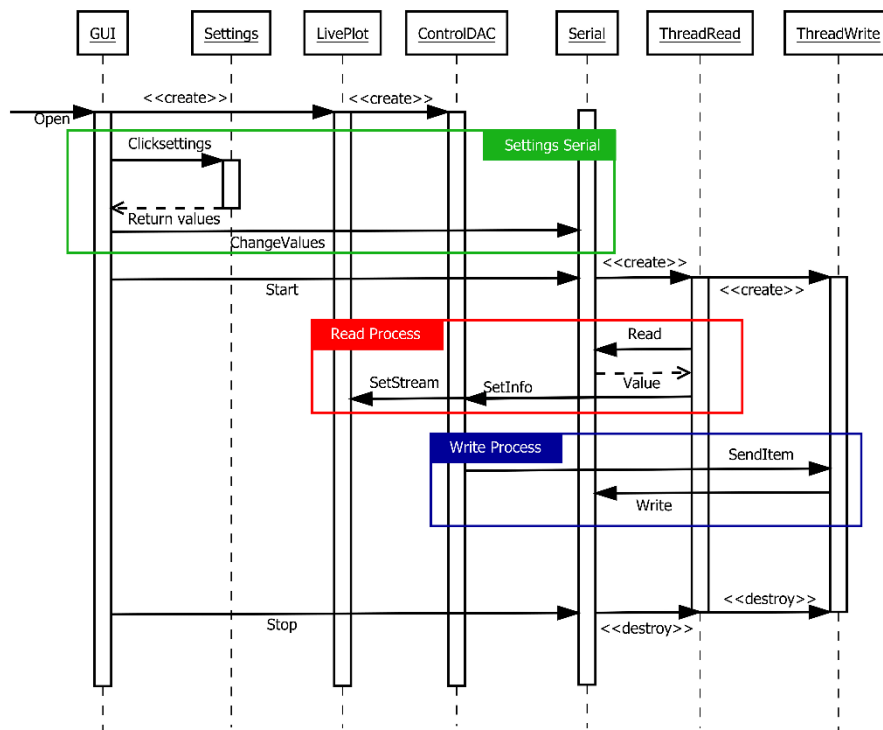 GUI
Settings
LivePlot
ControlDAC
Serial
ThreadRead
ThreadWrite
<<create>>
<<create>>
Open
Settings Serial
Clicksettings
Return values
ChangeValues
<<create>>
Start
<<create>>
Read Process
Read
Value
SetStream
SetInfo
Write Process
SendItem
Write
<<destroy>>
Stop
<<destroy>>